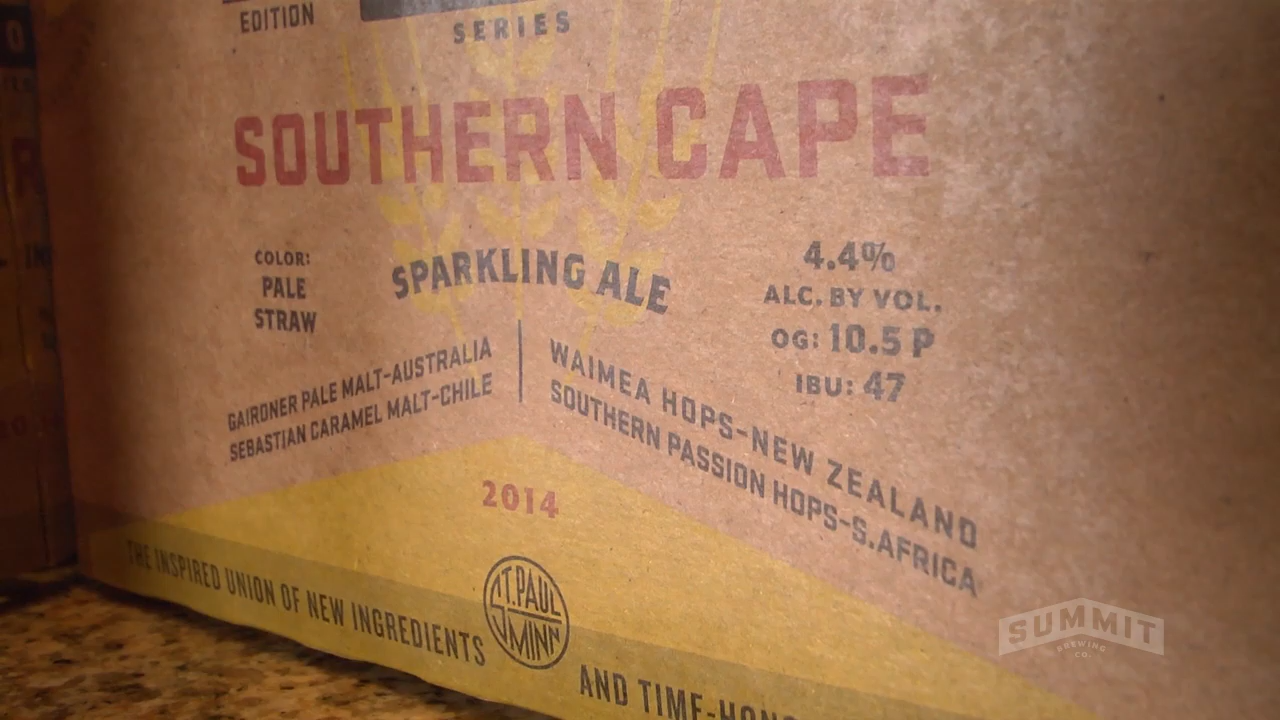 EDITION
SERIES
SOUTHERN CAPE
COLOR:
PALE
STRAW
SPARKLING ALE
4.4%
ALC. BY VOL.
OG: 10.5 P
IBU: 47
GAIRDNER PALE MALT-AUSTRALIA
SEBASTIAN CARAMEL MALT-CHILE
WAIMEA HOPS-NEW ZEALAND
SOUTHERN PASSION HOPS-S.AFRICA
2014
THE INSPIRED UNION OF NEW INGREDIENTS
ST.PAUL
MINN
AND TIME-
SUMMIT
BREWING
CO.